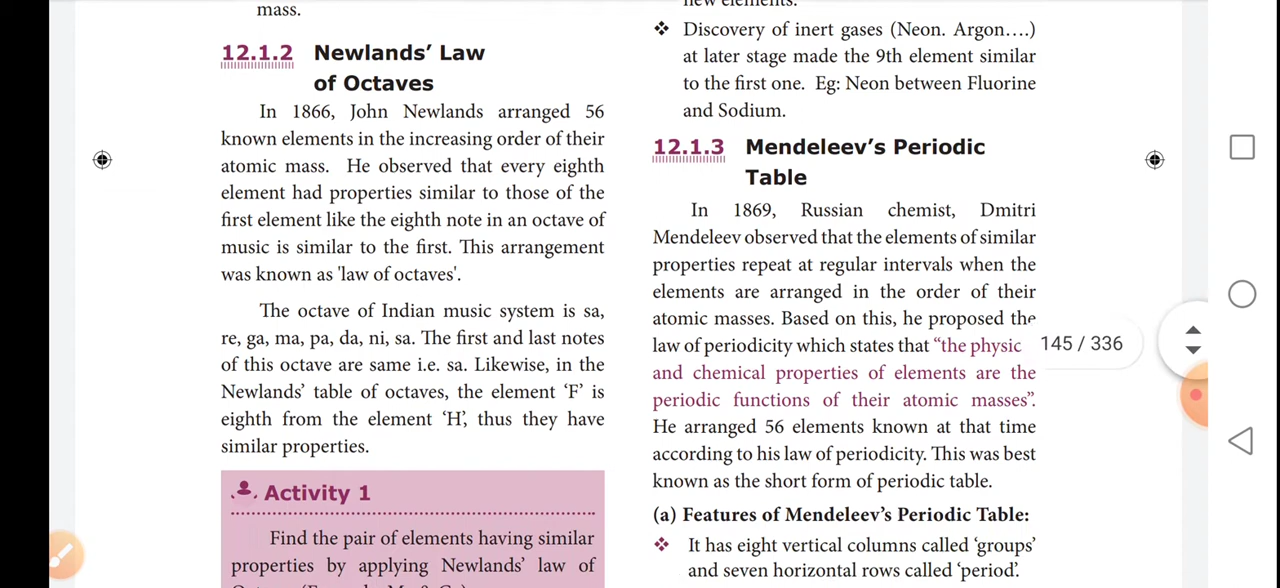 mass.
12.1.2 Newlands' Law
of Octaves
In 1866, John Newlands arranged 56
known elements in the increasing order of their
atomic mass. He observed that every eighth
element had properties similar to those of the
first element like the eighth note in an octave of
music is similar to the first. This arrangement
was known as 'law of octaves'.
The octave of Indian music system is sa,
re, ga, ma, pa, da, ni, sa. The first and last notes
of this octave are same i.e. sa. Likewise, in the
Newlands' table of octaves, the element 'F' is
eighth from the element 'H', thus they have
similar properties.
Activity 1
Find the pair of elements having similar
properties by applying Newlands' law of
new elements.
❖ Discovery of inert gases (Neon. Argon....)
at later stage made the 9th element similar
to the first one. Eg: Neon between Fluorine
and Sodium.
12.1.3 Mendeleev's Periodic
Table
In 1869, Russian chemist, Dmitri
Mendeleev observed that the elements of similar
properties repeat at regular intervals when the
elements are arranged in the order of their
atomic masses. Based on this, he proposed the
law of periodicity which states that "the physic
and chemical properties of elements are the
periodic functions of their atomic masses".
He arranged 56 elements known at that time
according to his law of periodicity. This was best
known as the short form of periodic table.
(a) Features of Mendeleev's Periodic Table:
❖ It has eight vertical columns called 'groups'
and seven horizontal rows called 'period'.
145 / 336